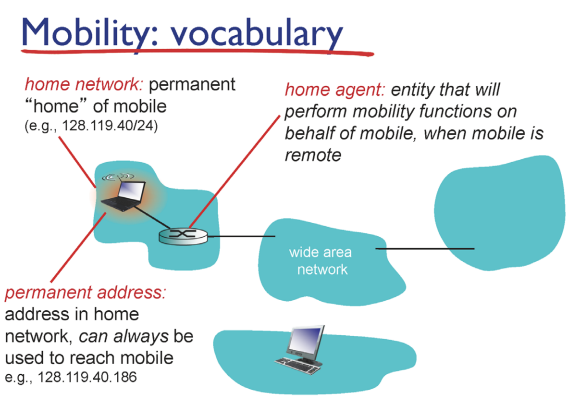 Mobility: vocabulary
home network: permanent
“home” of mobile
(e.g., 128.119.40/24)
home agent: entity that will
perform mobility functions on
behalf of mobile, when mobile is
remote
wide area
network
permanent address:
address in home
network, can always be
used to reach mobile
e.g., 128.119.40.186